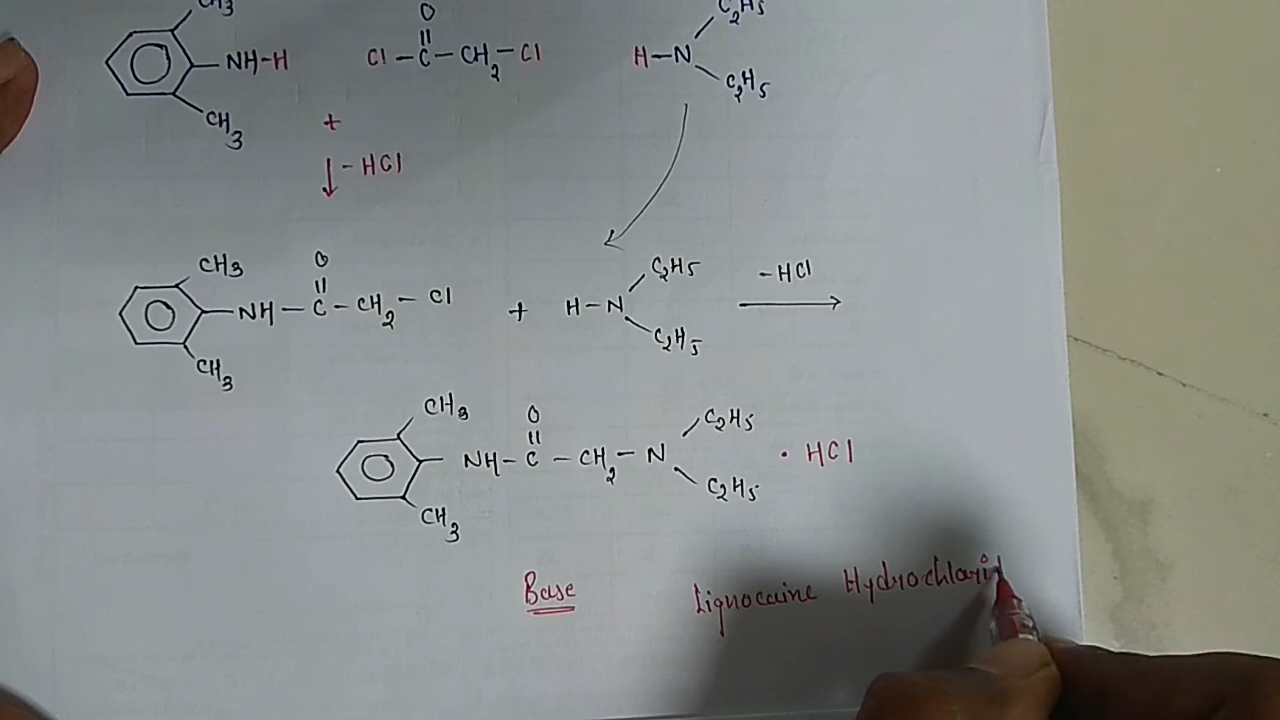 CH3 O C2H5
NH-H Cl-C-CH2-Cl H-N
CH3 C2H5
+
-HCl
CH3 O C2H5 -HCl
NH-C-CH2-Cl + H-N
CH3 C2H5
CH3 O C2H5
NH-C-CH2-N · HCl
CH3 C2H5
Base Lignocaine Hydrochlori